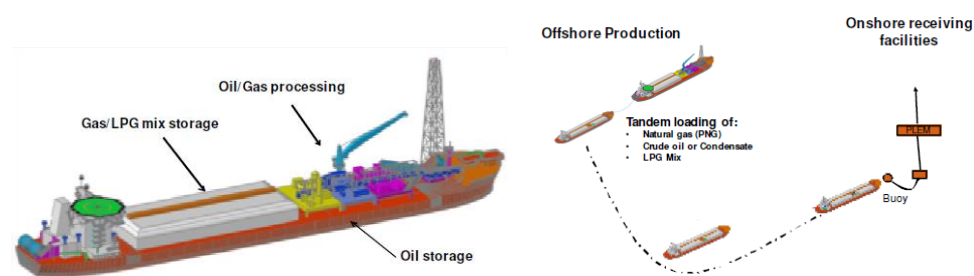 Oil/Gas processing
Gas/LPG mix storage
Oil storage
Offshore Production
Tandem loading of:
• Natural gas (PNG)
• Crude oil or Condensate
• LPG Mix
Onshore receiving
facilities
PLEM
Buoy